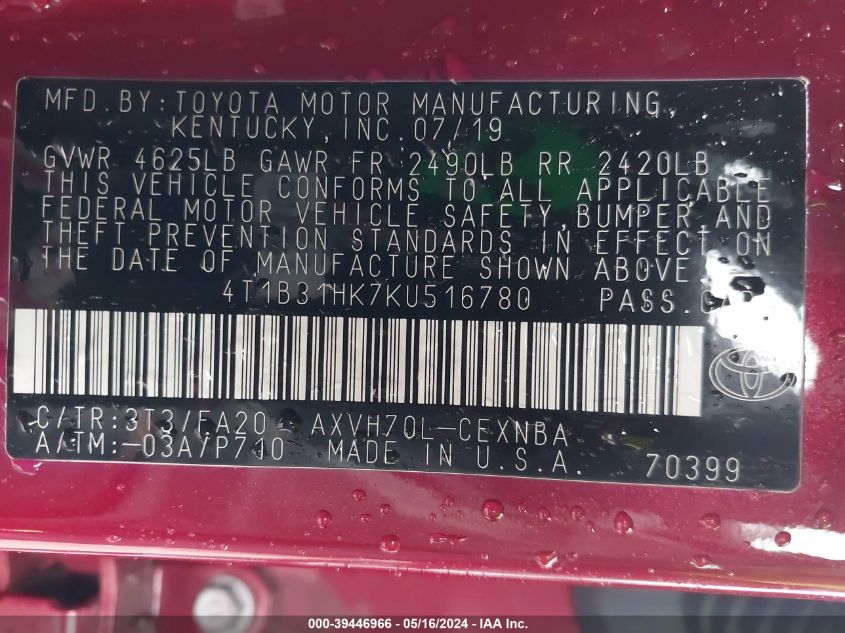 MFD. BY: TOYOTA MOTOR MANUFACTURING,
KENTUCKY, INC. 07/19
GVWR 4625LB GAWR FR 2490LB RR 2420LB
THIS VEHICLE CONFORMS TO ALL APPLICABLE
FEDERAL MOTOR VEHICLE SAFETY, BUMPER, AND
THEFT PREVENTION STANDARDS IN EFFECT ON
THE DATE OF MANUFACTURE SHOWN ABOVE.
4T1B31HK7KU516780 PASS.
C/TR: 3T3/FA20 AXVH70L-CEXNBA
A/TM: -03A/P710 MADE IN U.S.A. 70399
000-39446966 - 05/16/2024 - IAA Inc.